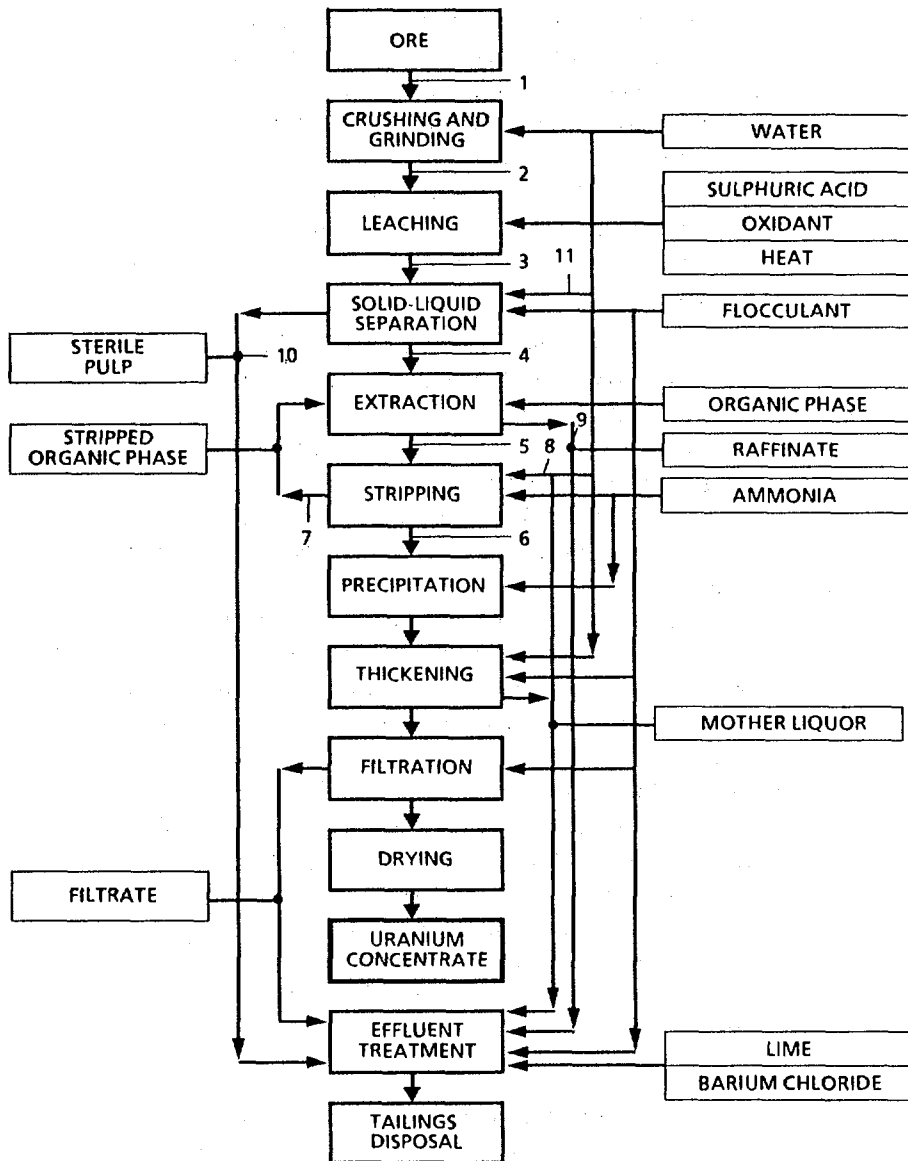 ORE
1
CRUSHING AND
GRINDING
WATER
2
SULPHURIC ACID
LEACHING
OXIDANT
HEAT
3
11
SOLID-LIQUID
SEPARATION
FLOCCULANT
STERILE
PULP
10
4
EXTRACTION
ORGANIC PHASE
9
STRIPPED
ORGANIC PHASE
5
8
RAFFINATE
STRIPPING
AMMONIA
7
6
PRECIPITATION
THICKENING
MOTHER LIQUOR
FILTRATION
DRYING
FILTRATE
URANIUM
CONCENTRATE
EFFLUENT
TREATMENT
LIME
BARIUM CHLORIDE
TAILINGS
DISPOSAL